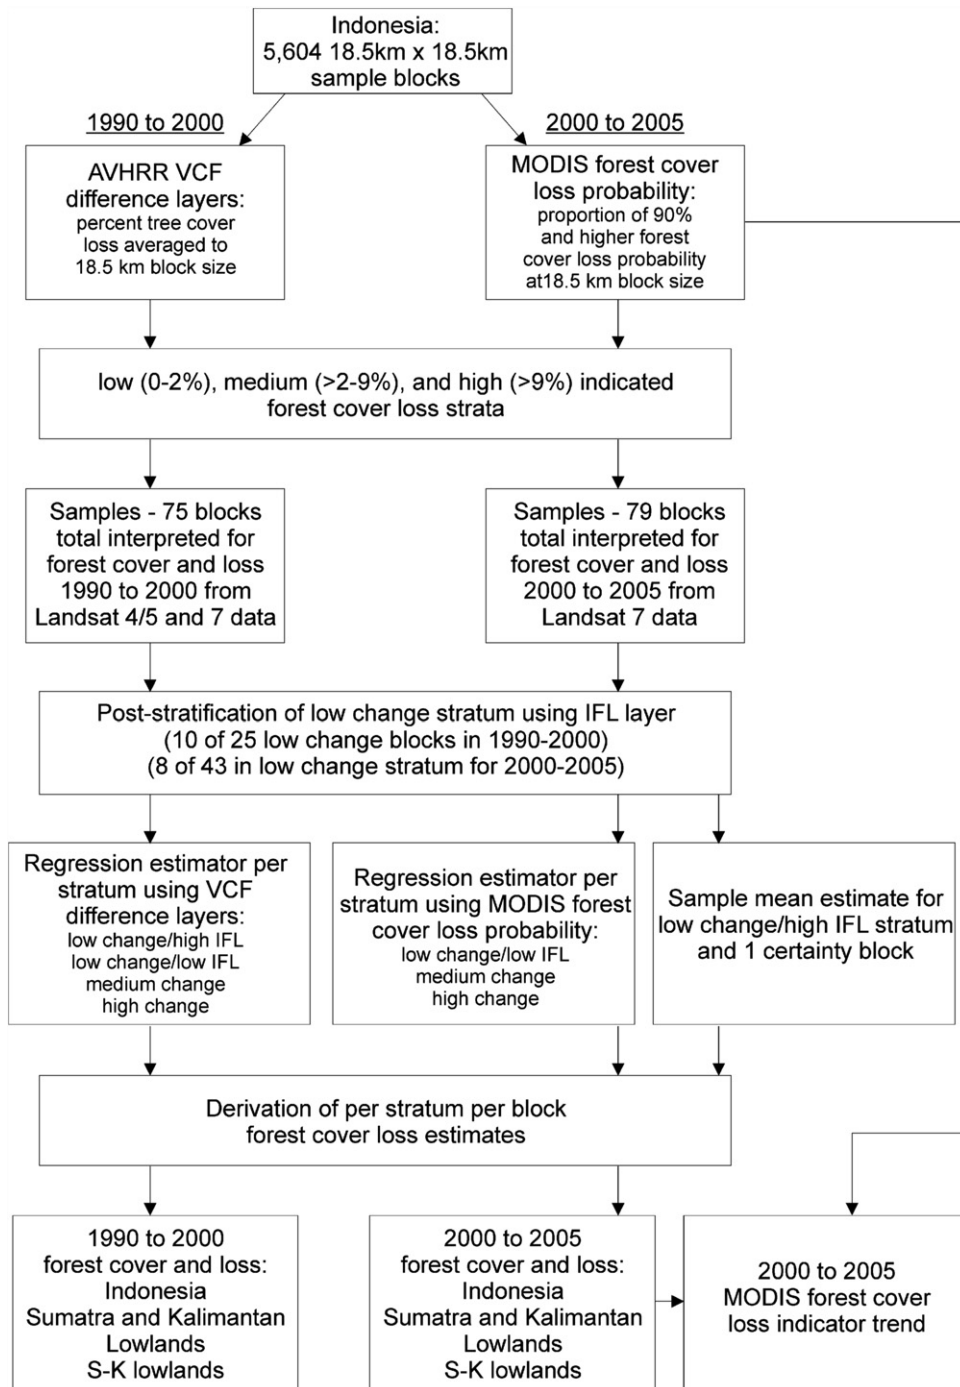 Indonesia:
5,604 18.5km x 18.5km
sample blocks
1990 to 2000
2000 to 2005
AVHRR VCF
difference layers:
percent tree cover
loss averaged to
18.5 km block size
MODIS forest cover
loss probability:
proportion of 90%
and higher forest
cover loss probability
at18.5 km block size
low (0-2%), medium (>2-9%), and high (>9%) indicated
forest cover loss strata
Samples - 75 blocks
total interpreted for
forest cover and loss
1990 to 2000 from
Landsat 4/5 and 7 data
Samples - 79 blocks
total interpreted for
forest cover and loss
2000 to 2005 from
Landsat 7 data
Post-stratification of low change stratum using IFL layer
(10 of 25 low change blocks in 1990-2000)
(8 of 43 in low change stratum for 2000-2005)
Regression estimator per
stratum using VCF
difference layers:
low change/high IFL
low change/low IFL
medium change
high change
Regression estimator per
stratum using MODIS forest
cover loss probability:
low change/low IFL
medium change
high change
Sample mean estimate for
low change/high IFL stratum
and 1 certainty block
Derivation of per stratum per block
forest cover loss estimates
1990 to 2000
forest cover and loss:
Indonesia
Sumatra and Kalimantan
Lowlands
S-K lowlands
2000 to 2005
forest cover and loss:
Indonesia
Sumatra and Kalimantan
Lowlands
S-K lowlands
2000 to 2005
MODIS forest cover
loss indicator trend